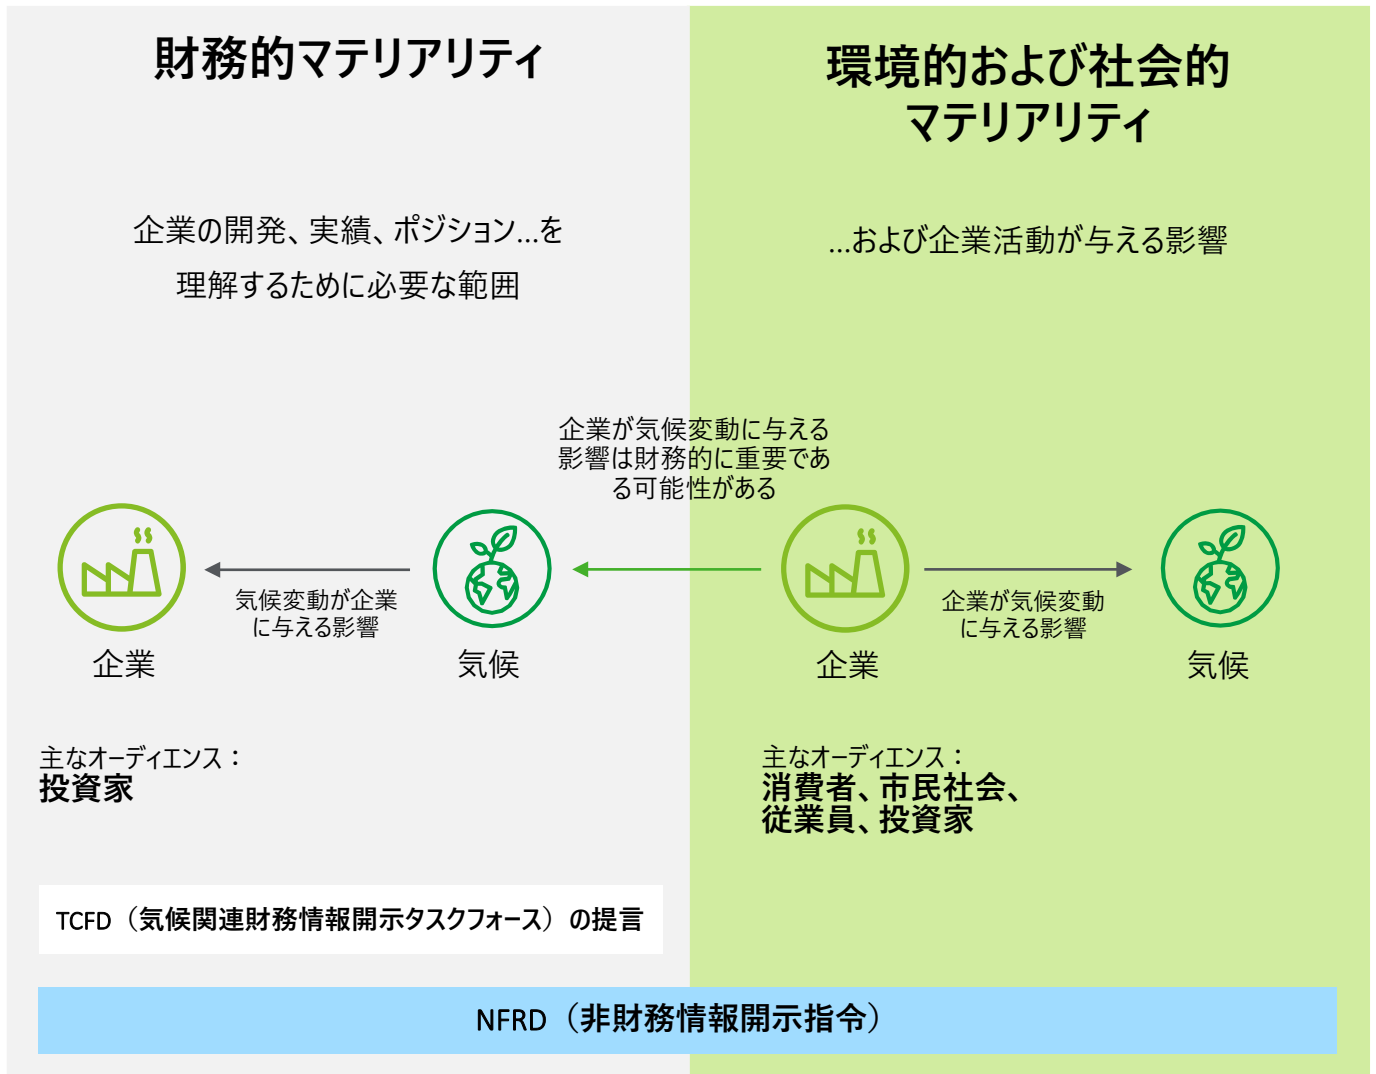 財務的マテリアリティ
企業の開発、実績、ポジション...を
理解するために必要な範囲
環境的および社会的
マテリアリティ
...および企業活動が与える影響
企業が気候変動に与える
影響は財務的に重要であ
る可能性がある
気候変動が企業
に与える影響
企業
気候
企業が気候変動
に与える影響
企業
気候
主なオーディエンス：
投資家
主なオーディエンス：
消費者、市民社会、
従業員、投資家
TCFD（気候関連財務情報開示タスクフォース）の提言
NFRD（非財務情報開示指令）